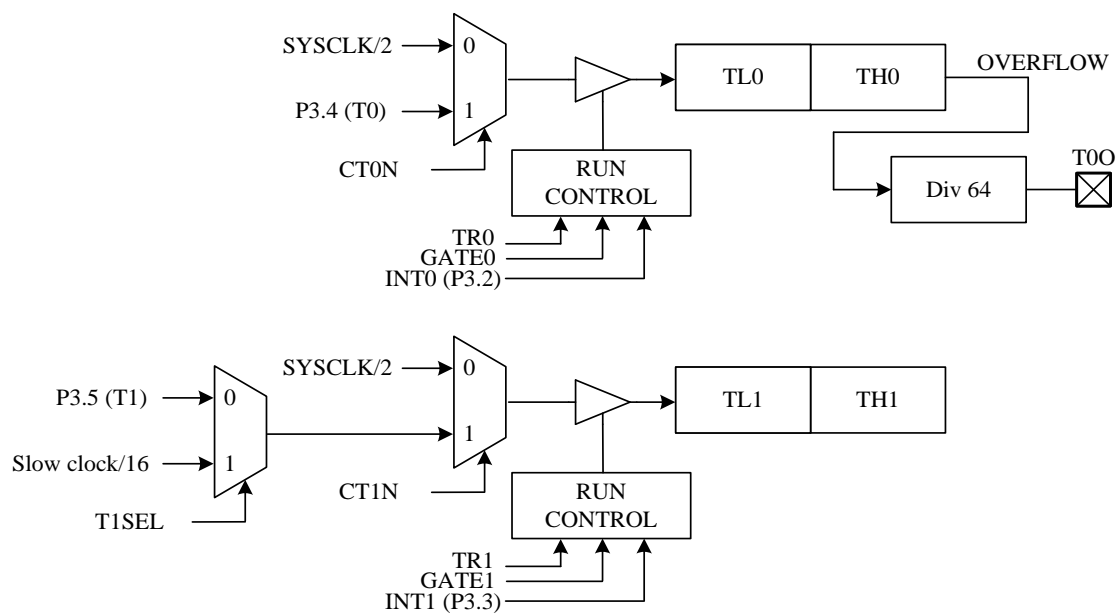 SYSCLK/2
0
P3.4 (T0)
1
CT0N
RUN
CONTROL
TR0
GATE0
INT0 (P3.2)
TL0
TH0
OVERFLOW
Div 64
T0O
SYSCLK/2
0
P3.5 (T1)
0
1
Slow clock/16
1
T1SEL
CT1N
RUN
CONTROL
TR1
GATE1
INT1 (P3.3)
TL1
TH1